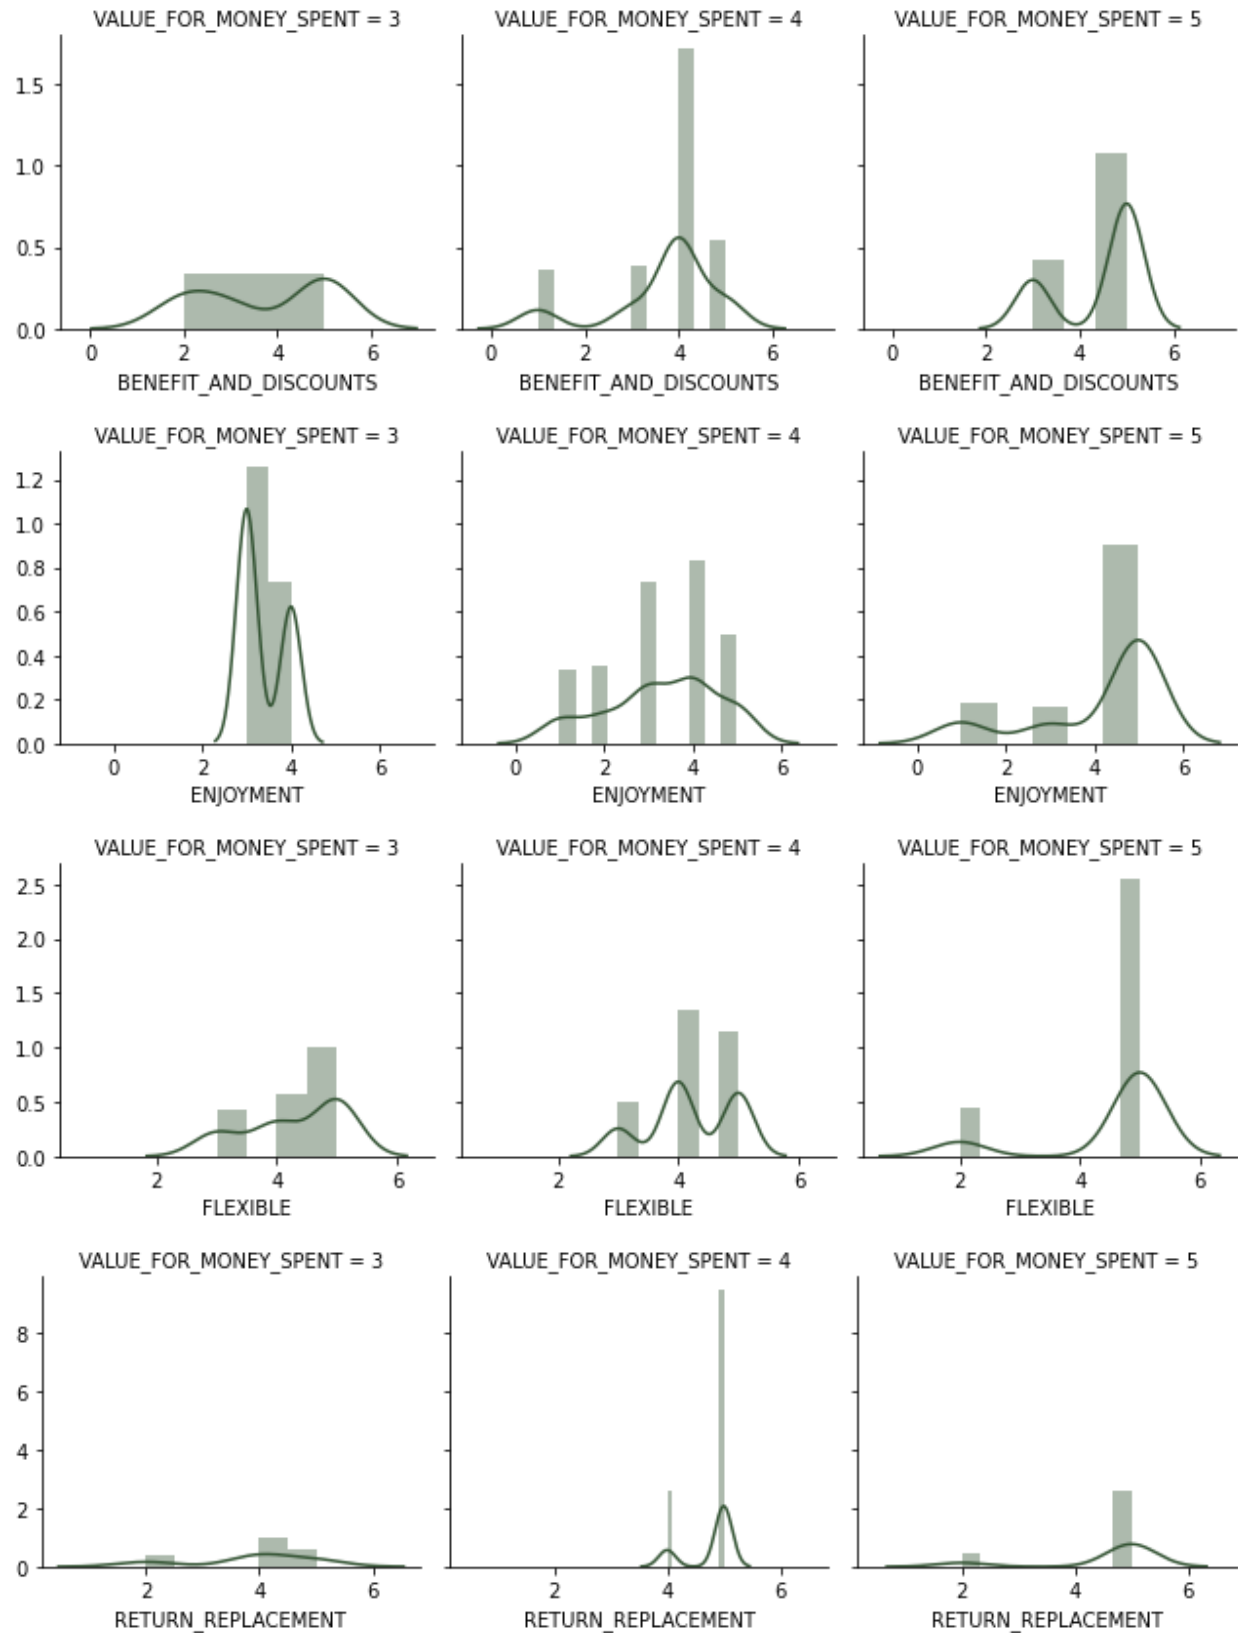 VALUE_FOR_MONEY_SPENT = 3 VALUE_FOR_MONEY_SPENT = 4 VALUE_FOR_MONEY_SPENT = 5
1.5
1.0
0.5
0.0
0 2 4 6 0 2 4 6 0 2 4 6
BENEFIT_AND_DISCOUNTS BENEFIT_AND_DISCOUNTS BENEFIT_AND_DISCOUNTS
VALUE_FOR_MONEY_SPENT = 3 VALUE_FOR_MONEY_SPENT = 4 VALUE_FOR_MONEY_SPENT = 5
1.2
1.0
0.8
0.6
0.4
0.2
0.0
0 2 4 6 0 2 4 6 0 2 4 6
ENJOYMENT ENJOYMENT ENJOYMENT
VALUE_FOR_MONEY_SPENT = 3 VALUE_FOR_MONEY_SPENT = 4 VALUE_FOR_MONEY_SPENT = 5
2.5
2.0
1.5
1.0
0.5
0.0
2 4 6 2 4 6 2 4 6
FLEXIBLE FLEXIBLE FLEXIBLE
VALUE_FOR_MONEY_SPENT = 3 VALUE_FOR_MONEY_SPENT = 4 VALUE_FOR_MONEY_SPENT = 5
8
6
4
2
0
2 4 6 2 4 6 2 4 6
RETURN_REPLACEMENT RETURN_REPLACEMENT RETURN_REPLACEMENT